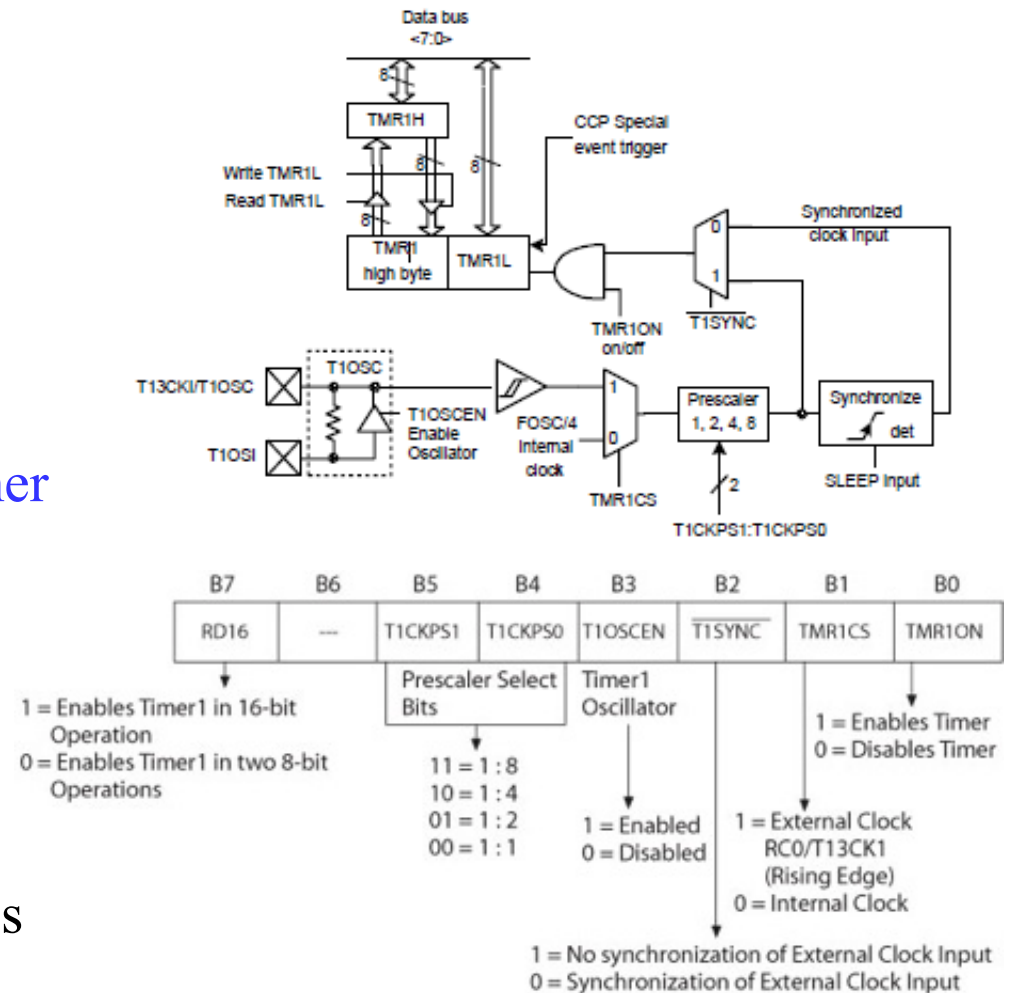 Data bus
<7:0>
8
TMR1H
CCP Special
event trigger
8
8
Write TMR1L
Read TMR1L
8
Synchronized
clock input
0
1
TMR1
high byte
TMR1L
T1SYNC
TMR1ON
on/off
T1OSC
T13CKI/T1OSC
T1OSCEN
Enable
Oscillator
T1OSI
FOSC/4
Internal
clock
1
0
TMR1CS
Prescaler
1, 2, 4, 8
Synchronize
det
2
SLEEP Input
T1CKPS1:T1CKPS0
ner
B7 B6 B5 B4 B3 B2 B1 B0
RD16 --- T1CKPS1 T1CKPS0 T1OSCEN T1SYNC TMR1CS TMR1ON
1 = Enables Timer1 in 16-bit
Operation
0 = Enables Timer1 in two 8-bit
Operations
Prescaler Select
Bits
11 = 1 : 8
10 = 1 : 4
01 = 1 : 2
00 = 1 : 1
Timer1
Oscillator
1 = Enabled
0 = Disabled
1 = Enables Timer
0 = Disables Timer
1 = External Clock
RC0/T13CK1
(Rising Edge)
0 = Internal Clock
s
1 = No synchronization of External Clock Input
0 = Synchronization of External Clock Input